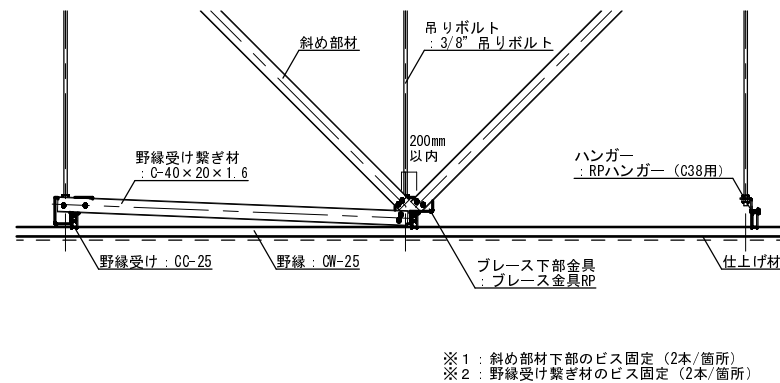 斜め部材
吊りボルト
：3/8”吊りボルト
200mm
以内
野縁受け繋ぎ材
：C-40×20×1.6
ハンガー
：RPハンガー（C38用）
野縁受け：CC-25
野縁：CW-25
ブレース下部金具
：ブレース金具RP
仕上げ材
※１：斜め部材下部のビス固定（2本/箇所）
※２：野縁受け繋ぎ材のビス固定（2本/箇所）